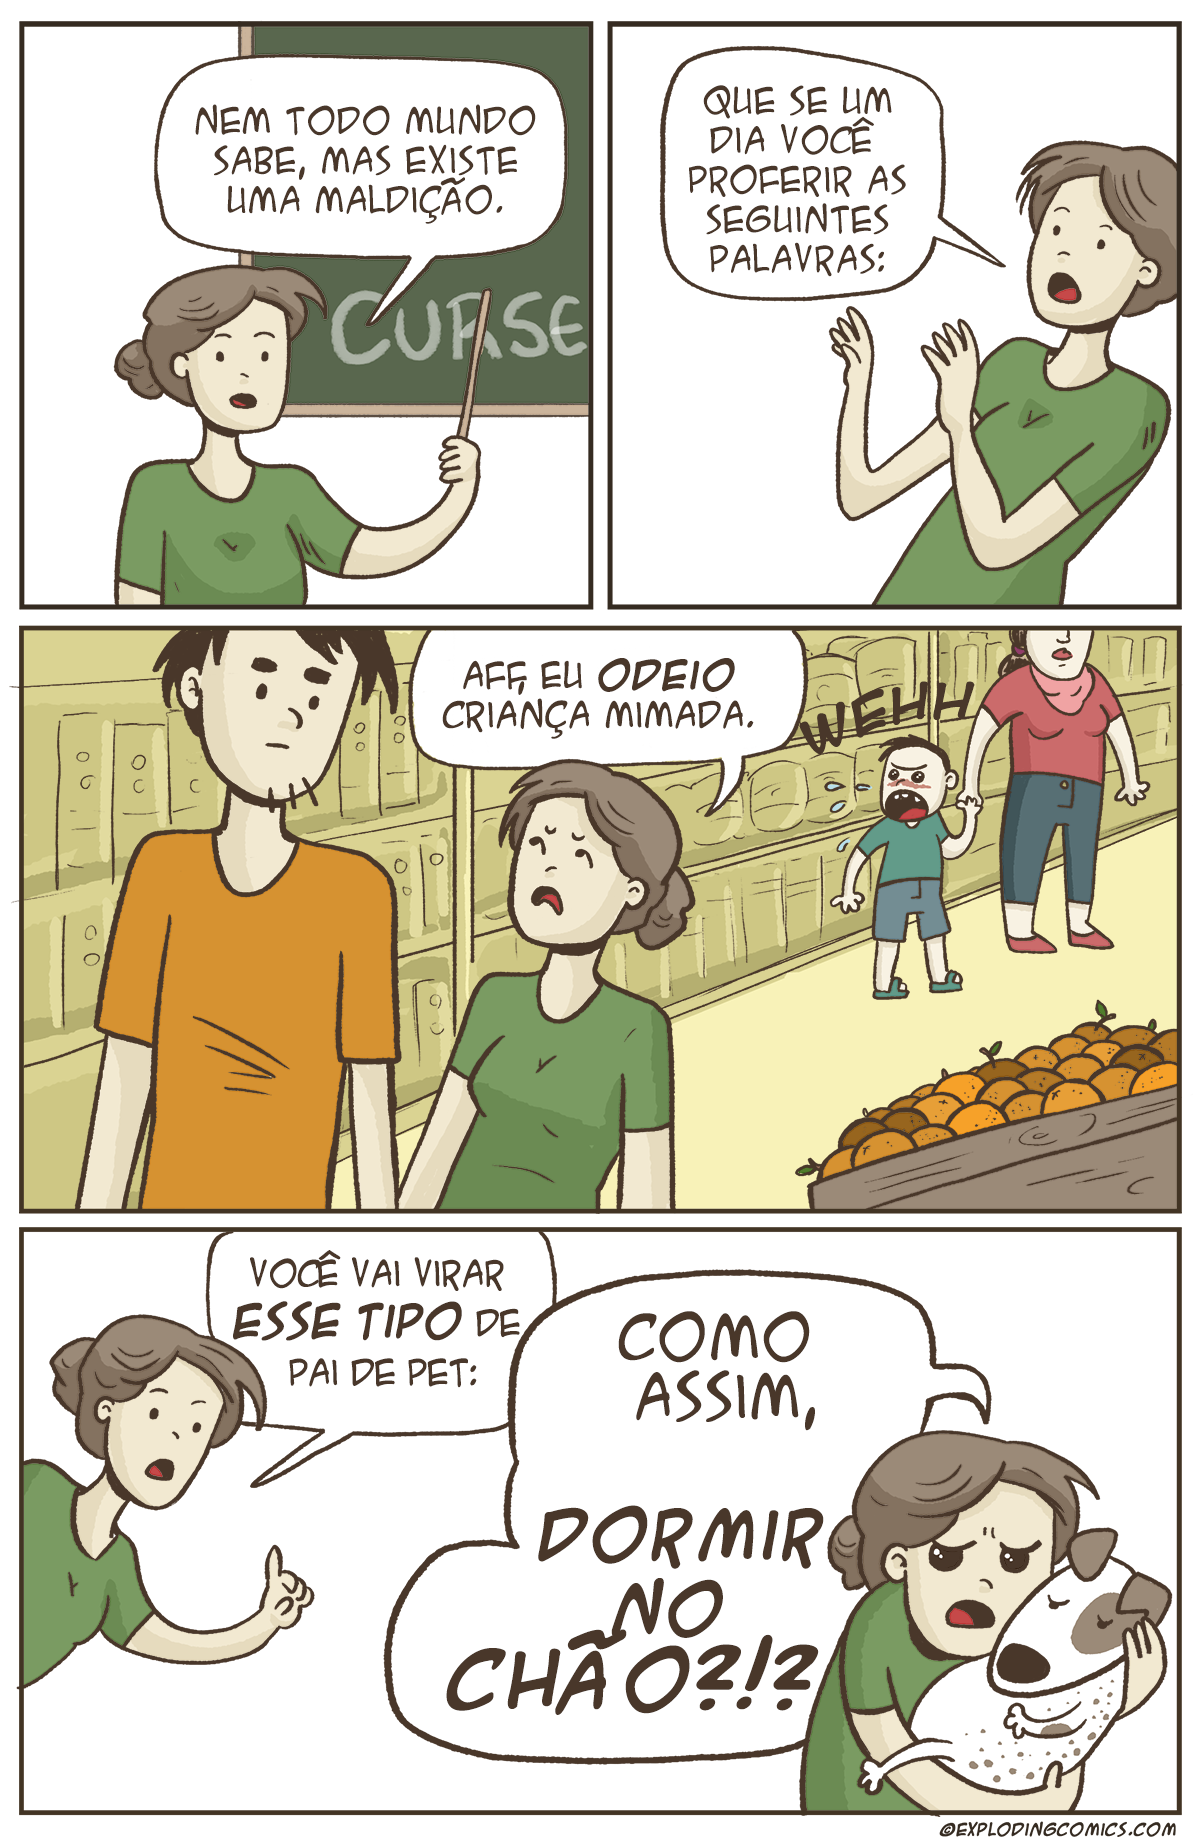 NEM TODO MUNDO
SABE, MAS EXISTE
UMA MALDIÇÃO.
CURSE
QUE SE UM
DIA VOCÊ
PROFERIR AS
SEGUINTES
PALAVRAS:
AFF, EU ODEIO
CRIANÇA MIMADA.
WEHH
VOCÊ VAI VIRAR
ESSE TIPO DE
PAI DE PET:
COMO
ASSIM,
DORMIR
NO
CHÃO?!?
©EXPLODINGCOMICS.COM